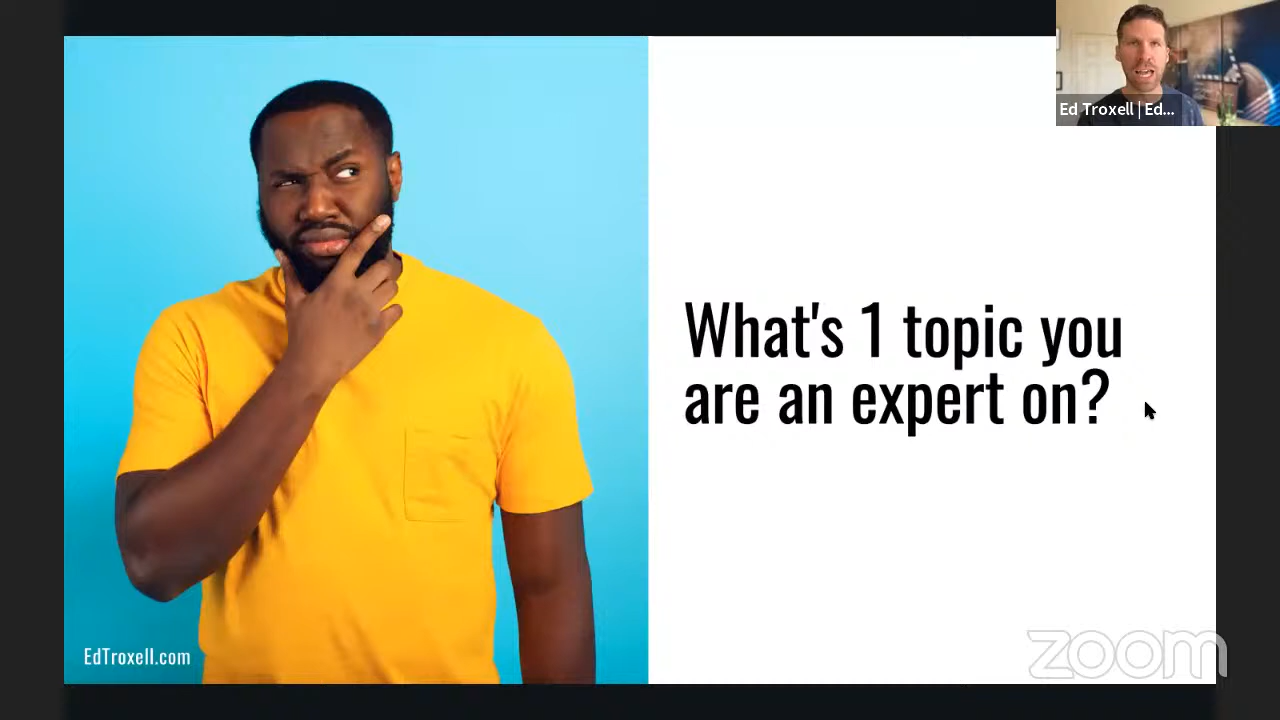 Ed Troxell | Ed...
What's 1 topic you
are an expert on?
EdTroxell.com
zoom